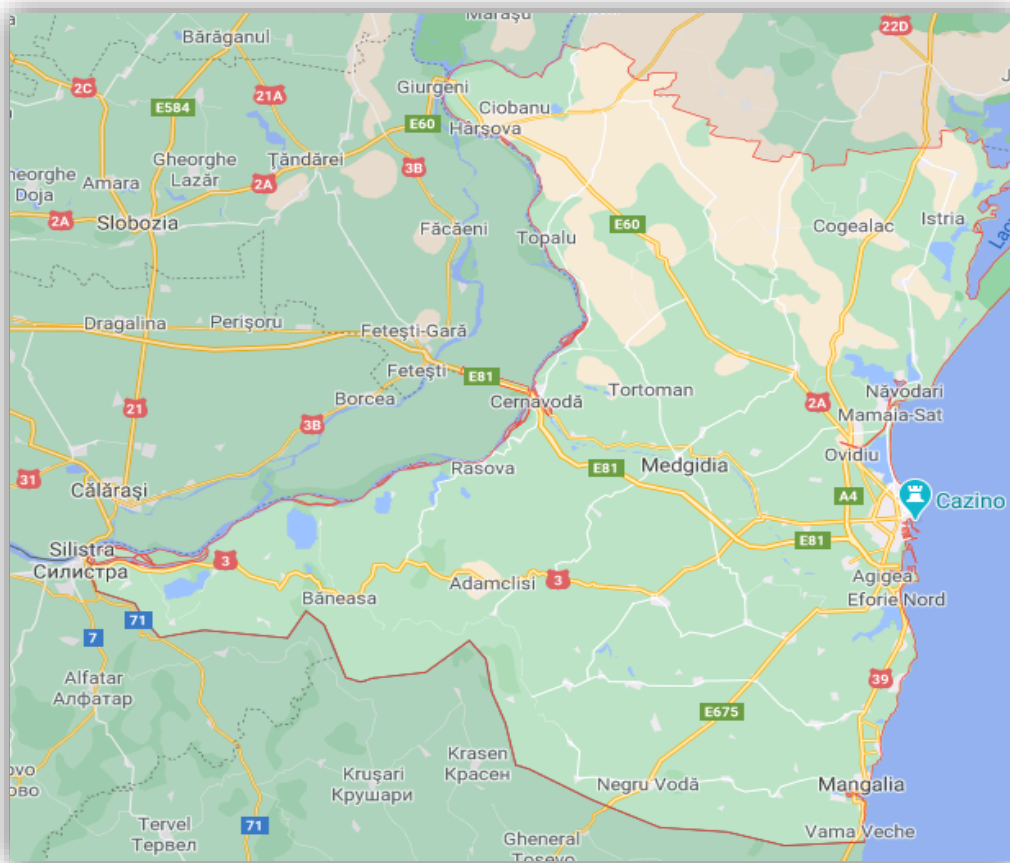 Mărașu
22D
Bărăganul
2C
21A
E584
Giurgeni
Ciobanu
E60
Hârșova
Gheorghe
Lazăr
Țăndărei
3B
heorghe
Doja
Amara
2A
2A
Slobozia
Făcăeni
Topalu
E60
Cogealac
Istria
Dragalina
Perișoru
Fetești-Gară
Fetești
E81
Cernavodă
Tortoman
Năvodari
2A
Mamaia-Sat
21
Borcea
3B
Ovidiu
Rasova
E81
Medgidia
31
Călărași
A4
Cazino
E81
Silistra
Силистра
3
Băneasa
Adamclisi
3
Agigea
Eforie Nord
71
7
Alfatar
Алфатар
39
E675
Krasen
Красен
Krușari
Крушари
Negru Vodă
Mangalia
ovo
ово
Tervel
Тервел
71
Vama Veche
Gheneral
Toșevo